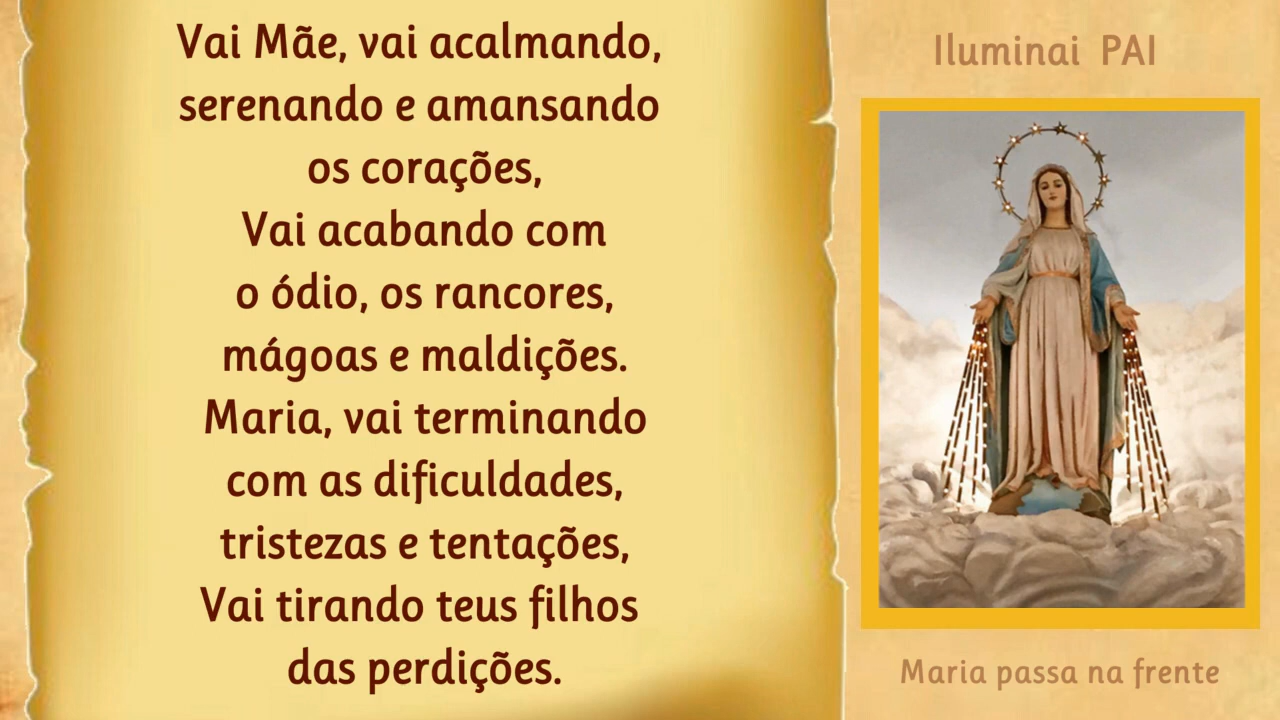 Vai Mãe, vai acalmando,
serenando e amansando
os corações,
Vai acabando com
o ódio, os rancores,
mágoas e maldições.
Maria, vai terminando
com as dificuldades,
tristezas e tentações,
Vai tirando teus filhos
das perdições.
Iluminai PAI
Maria passa na frente